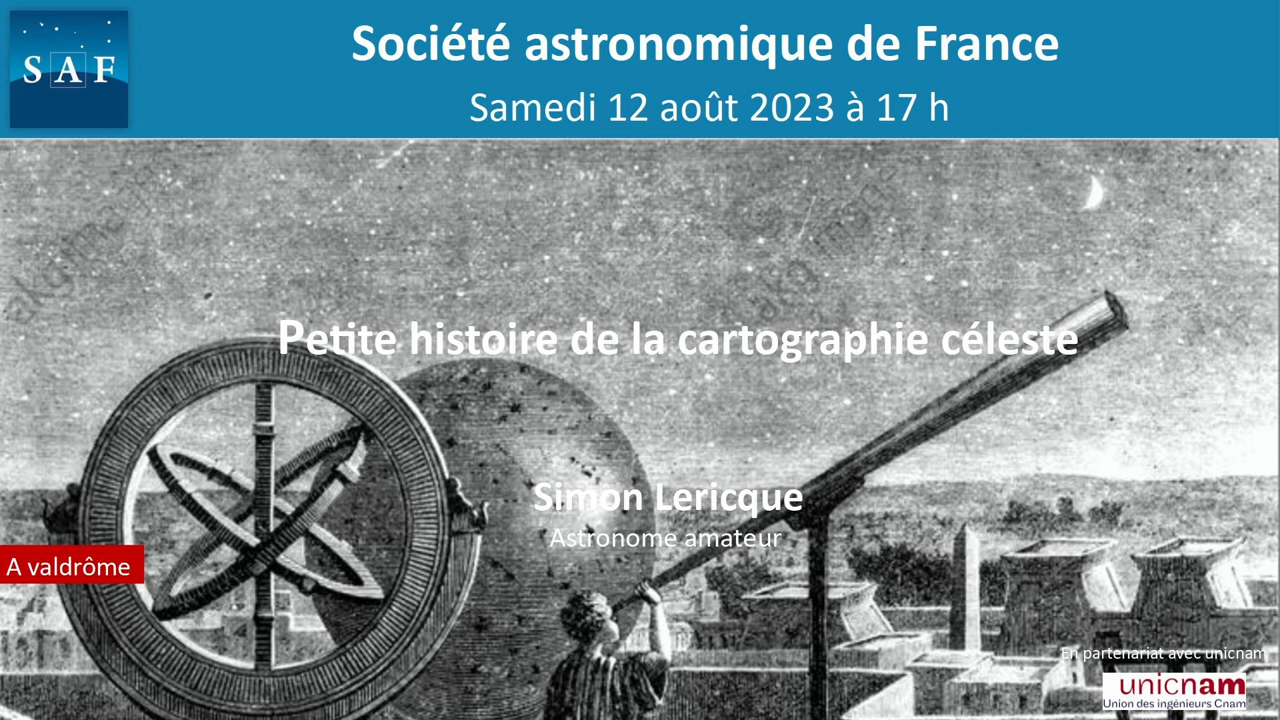 SAF
Société astronomique de France
Samedi 12 août 2023 à 17 h
Petite histoire de la cartographie céleste
Simon Lericque
Astronome amateur
A valdrôme
En partenariat avec unicnam
unicnam
Union des ingénieurs Cnam